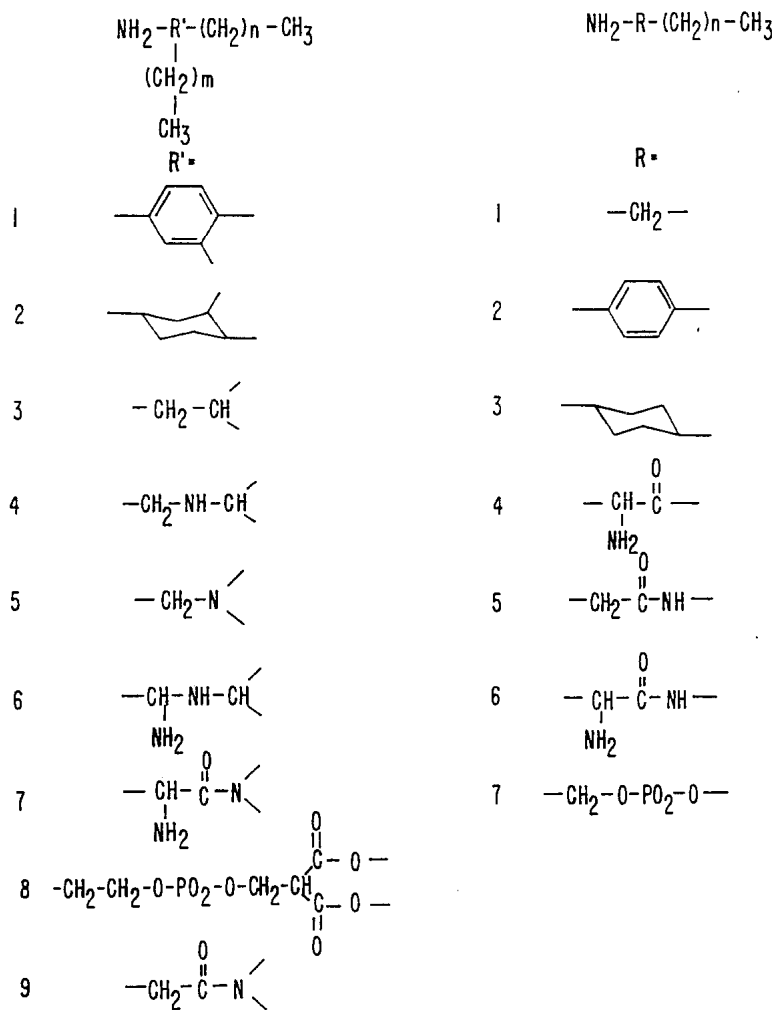 NH2-R'-(CH2)n-CH3
(CH2)m
CH3
R'=
1
2
3 -CH2-CH
4 -CH2-NH-CH
5 -CH2-N
6 -CH-NH-CH
NH2
O
7 -CH-C-N
NH2
O
C-O-
8 -CH2-CH2-O-PO2-O-CH2-CH
C-O-
O
O
9 -CH2-C-N
NH2-R-(CH2)n-CH3
R=
1 -CH2-
2
3
O
4 -CH-C-
NH2
O
5 -CH2-C-NH-
O
6 -CH-C-NH-
NH2
7 -CH2-O-PO2-O-